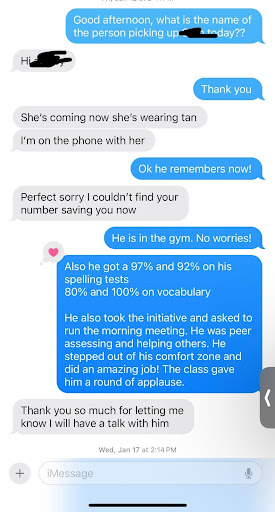 Good afternoon, what is the name of
the person picking up today??
Hi
Thank you
She's coming now she's wearing tan
I'm on the phone with her
Ok he remembers now!
Perfect sorry I couldn't find your
number saving you now
He is in the gym. No worries!
Also he got a 97% and 92% on his
spelling tests
80% and 100% on vocabulary
He also took the initiative and asked to
run the morning meeting. He was peer
assessing and helping others. He
stepped out of his comfort zone and
did an amazing job! The class gave
him a round of applause.
Thank you so much for letting me
know I will have a talk with him
Wed, Jan 17 at 2:14 PM
iMessage